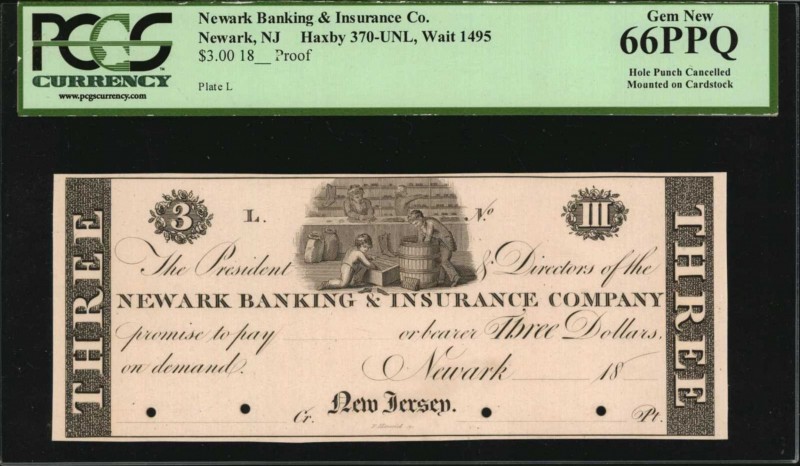 PCGS
CURRENCY
www.pcgscurrency.com
Newark Banking & Insurance Co.
Newark, NJ Haxby 370-UNL, Wait 1495
$3.00 18__ Proof
Plate L
Gem New
66PPQ
Hole Punch Cancelled
Mounted on Cardstock
THREE
3
L.
No
III
THREE
The President & Directors of the
NEWARK BANKING & INSURANCE COMPANY
promise to pay or bearer Three Dollars,
on demand. Newark 18
Cr. New Jersey. Pt.